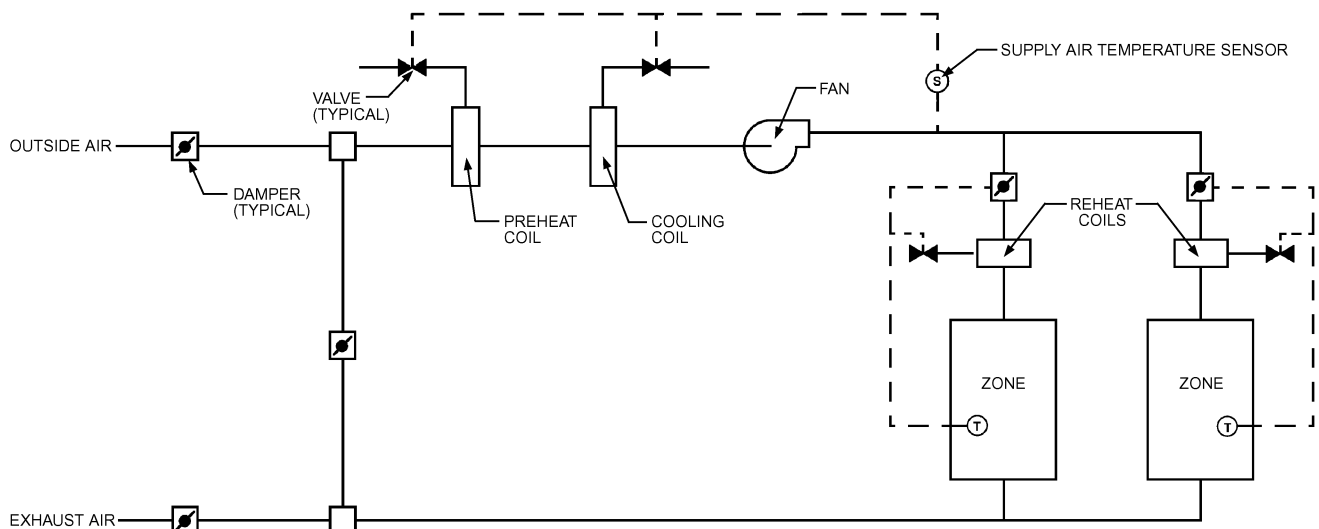 SUPPLY AIR TEMPERATURE SENSOR
S
FAN
VALVE
(TYPICAL)
OUTSIDE AIR
DAMPER
(TYPICAL)
PREHEAT
COIL
COOLING
COIL
REHEAT
COILS
ZONE
ZONE
T
T
EXHAUST AIR